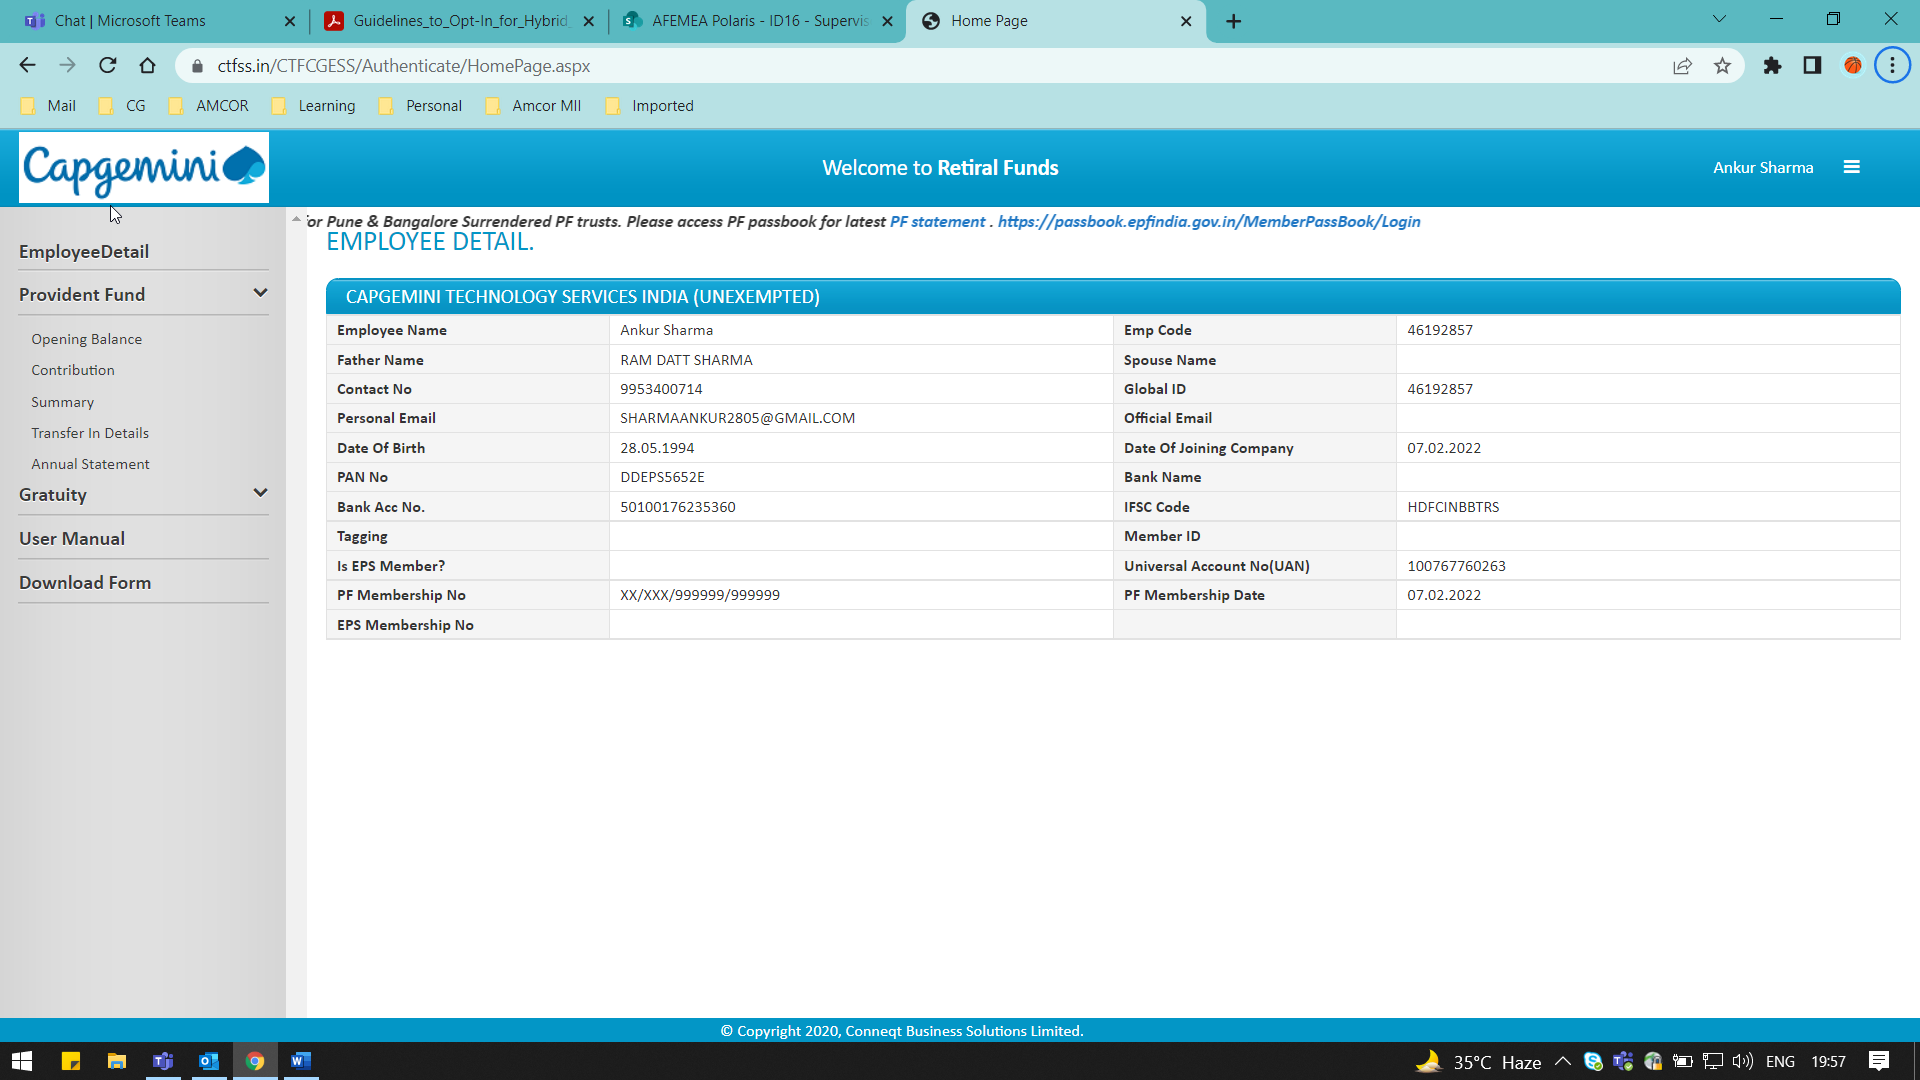 Chat | Microsoft Teams
Guidelines_to_Opt-In_for_Hybrid_
AFEMEA Polaris - ID16 - Supervis
Home Page
ctfss.in/CTFCGESS/Authenticate/HomePage.aspx
Mail CG AMCOR Learning Personal Amcor MII Imported
Capgemini
Welcome to Retiral Funds
Ankur Sharma
for Pune & Bangalore Surrendered PF trusts. Please access PF passbook for latest PF statement . https://passbook.epfindia.gov.in/MemberPassBook/Login
EmployeeDetail
Provident Fund
Opening Balance
Contribution
Summary
Transfer In Details
Annual Statement
Gratuity
User Manual
Download Form
EMPLOYEE DETAIL.
CAPGEMINI TECHNOLOGY SERVICES INDIA (UNEXEMPTED)
Employee Name Ankur Sharma Emp Code 46192857
Father Name RAM DATT SHARMA Spouse Name
Contact No 9953400714 Global ID 46192857
Personal Email SHARMAANKUR2805@GMAIL.COM Official Email
Date Of Birth 28.05.1994 Date Of Joining Company 07.02.2022
PAN No DDEPS5652E Bank Name
Bank Acc No. 50100176235360 IFSC Code HDFCINBBTRS
Tagging Member ID
Is EPS Member? Universal Account No(UAN) 100767760263
PF Membership No XX/XXX/999999/999999 PF Membership Date 07.02.2022
EPS Membership No
© Copyright 2020, Conneqt Business Solutions Limited.
35°C Haze ENG 19:57